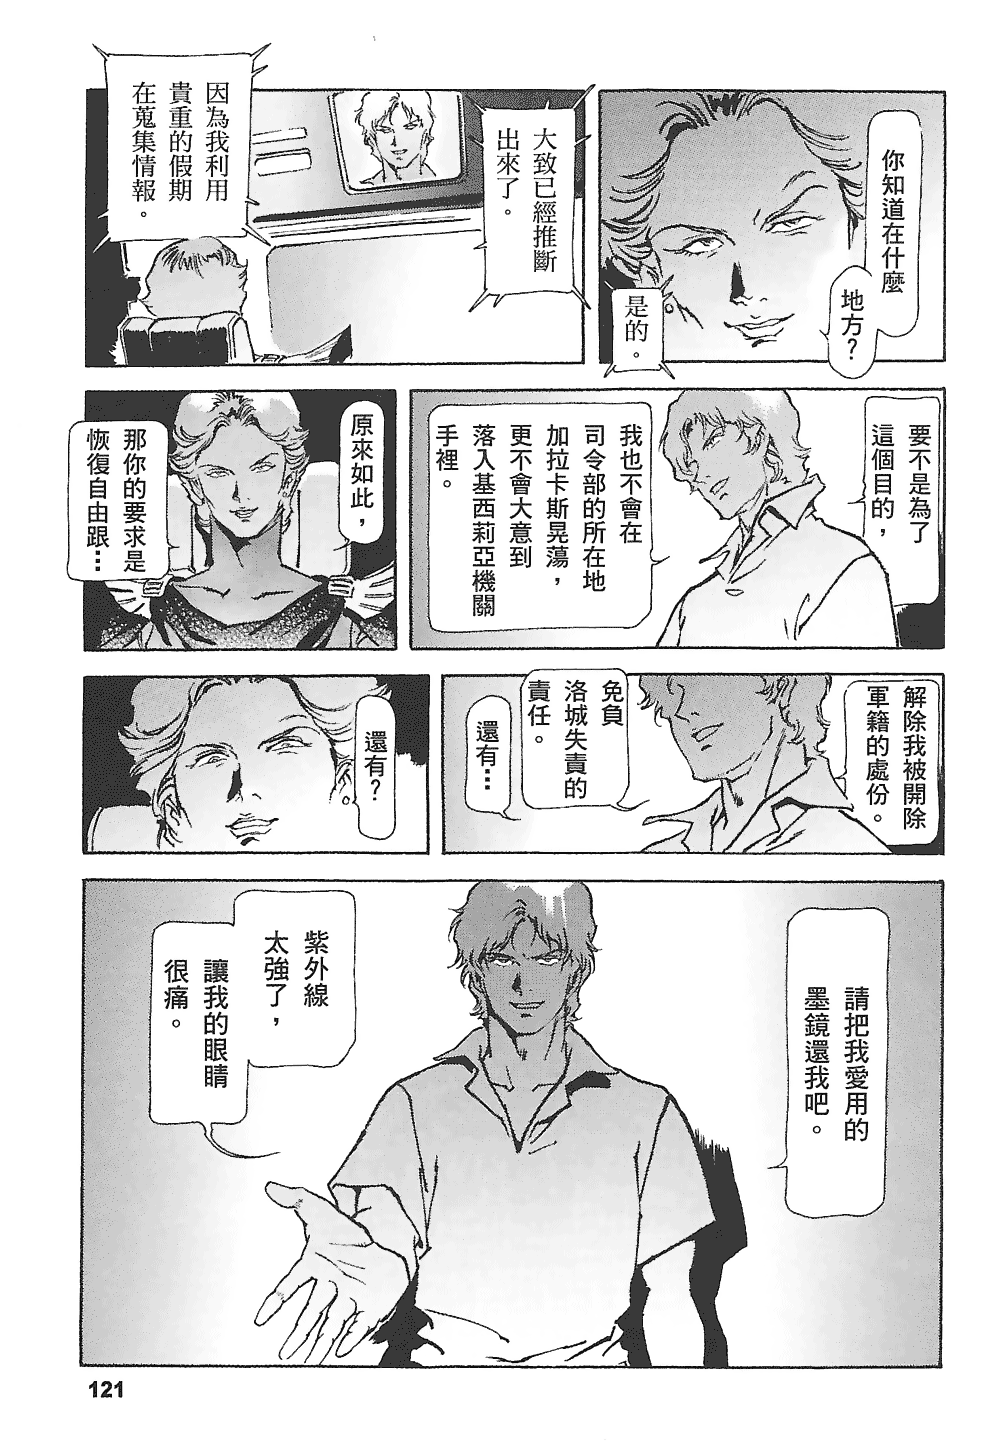 你知道在什麼
地方？
是的。
大致已經推斷
出來了。
因為我利用
貴重的假期
在蒐集情報。
要不是為了
這個目的，
我也不會在
司令部的所在地
加拉卡斯晃蕩，
更不會大意到
落入基西莉亞機關
手裡。
原來如此，
那你的要求是
恢復自由跟…
解除我被開除
軍籍的處份。
免負
洛城失責的
責任。
還有…
還有？
請把我愛用的
墨鏡還我吧。
紫外線
太強了，
讓我的眼睛
很痛。
121